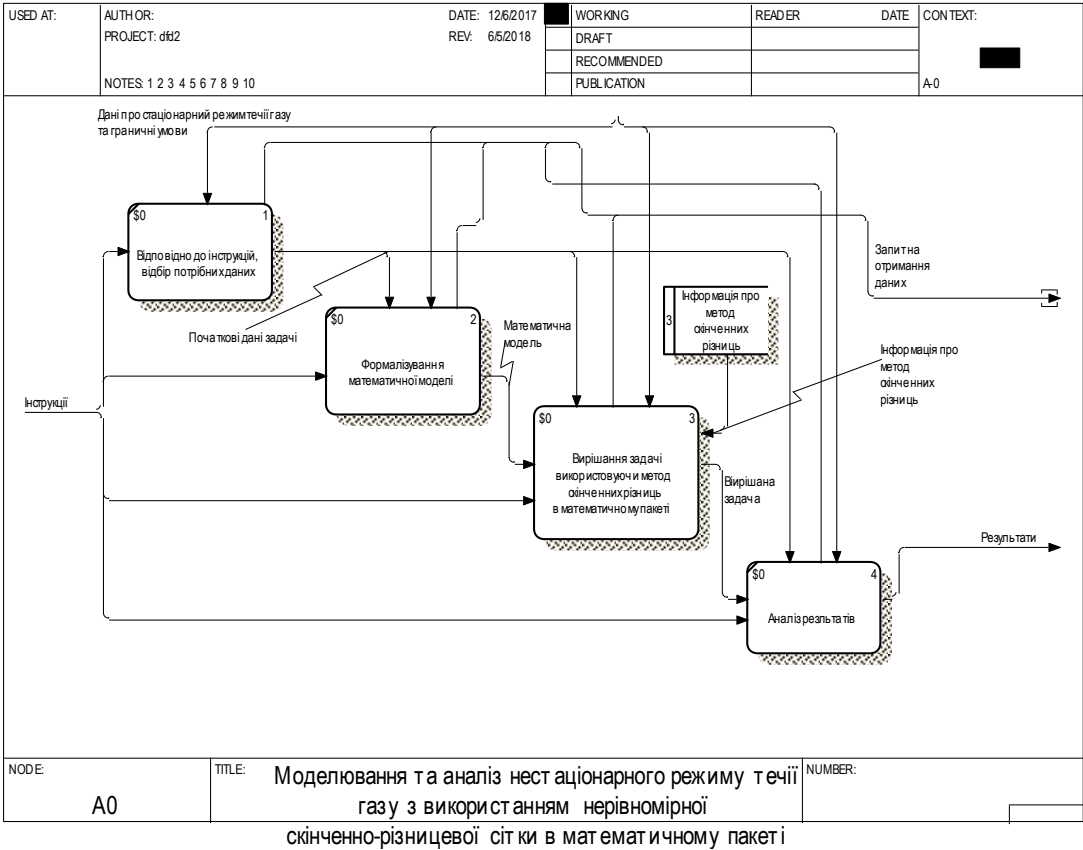 USED AT:
AUTHOR:
DATE: 12/6/2017
PROJECT: dfd2
REV: 6/5/2018
NOTES: 1 2 3 4 5 6 7 8 9 10
WORKING
DRAFT
RECOMMENDED
PUBLICATION
READER
DATE
CONTEXT:
A-0
Дані про стаціонарний режим течії газу
та граничні умови
$0
1
Відповідно до інструкцій,
відбір потрібних даних
Запит на
отримання
даних
Початкові дані задачі
$0
2
Формалізування
математичної моделі
Математична
модель
3
Інформація про
метод
скінченних
різниць
Інформація про
метод
скінченних
різниць
Інструкції
$0
3
Вирішання задачі
використовуючи метод
скінченних різниць
в математичному пакеті
Віирішана
задача
Результати
$0
4
Аналіз резльтатів
NODE:
A0
TITLE:
Моделювання та аналіз нестаціонарного режиму течії
газу з використанням нерівномірної
скінченно-різницевої сітки в математичному пакеті
NUMBER: